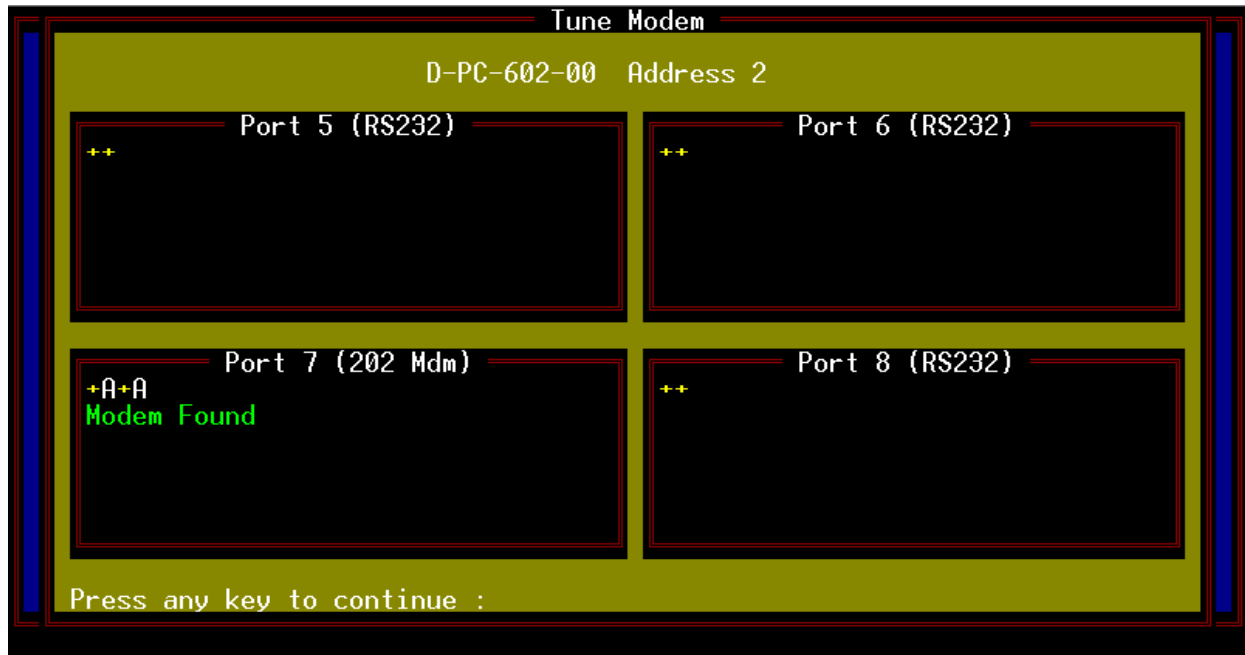 Tune Modem
D-PC-602-00 Address 2
Port 5 (RS232)
++
Port 6 (RS232)
++
Port 7 (202 Mdm)
+A+A
Modem Found
Port 8 (RS232)
++
Press any key to continue :